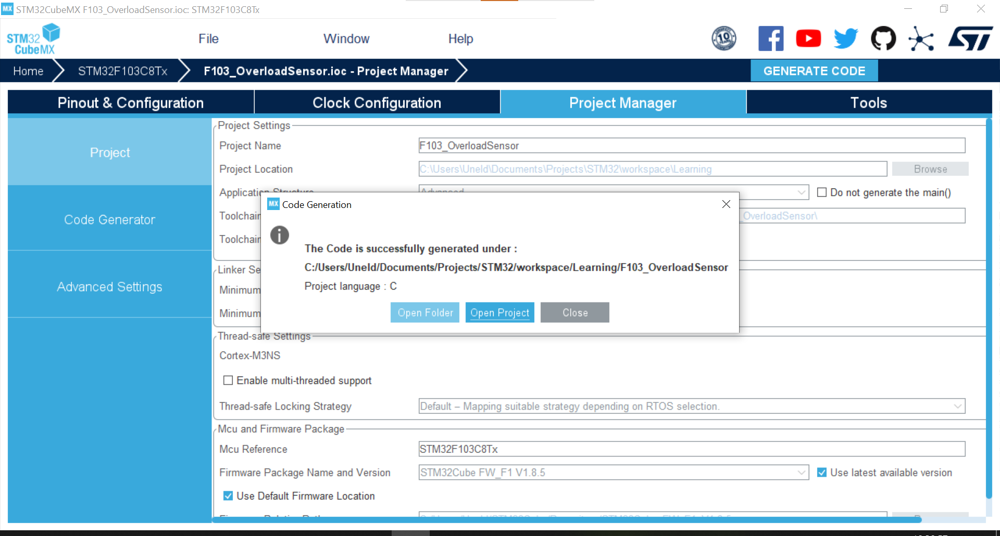 MX STM32CubeMX F103_OverloadSensor.ioc: STM32F103C8Tx
STM32
CubeMX
File
Window
Help
10
ST
Home
STM32F103C8Tx
F103_OverloadSensor.ioc - Project Manager
GENERATE CODE
Pinout & Configuration
Clock Configuration
Project Manager
Tools
Project
Code Generator
Advanced Settings
Project Settings
Project Name
F103_OverloadSensor
Project Location
C:\Users\Uneld\Documents\Projects\STM32\workspace\Learning
Browse
Application Structure
Advanced
Do not generate the main()
Toolchain
_OverloadSensor\
Toolchain
Linker Se
Minimum
Minimum
MX Code Generation
The Code is successfully generated under :
C:/Users/Uneld/Documents/Projects/STM32/workspace/Learning/F103_OverloadSensor
Project language : C
Open Folder
Open Project
Close
Thread-safe Settings
Cortex-M3NS
Enable multi-threaded support
Thread-safe Locking Strategy
Default – Mapping suitable strategy depending on RTOS selection.
Mcu and Firmware Package
Mcu Reference
STM32F103C8Tx
Firmware Package Name and Version
STM32Cube FW_F1 V1.8.5
Use latest available version
Use Default Firmware Location